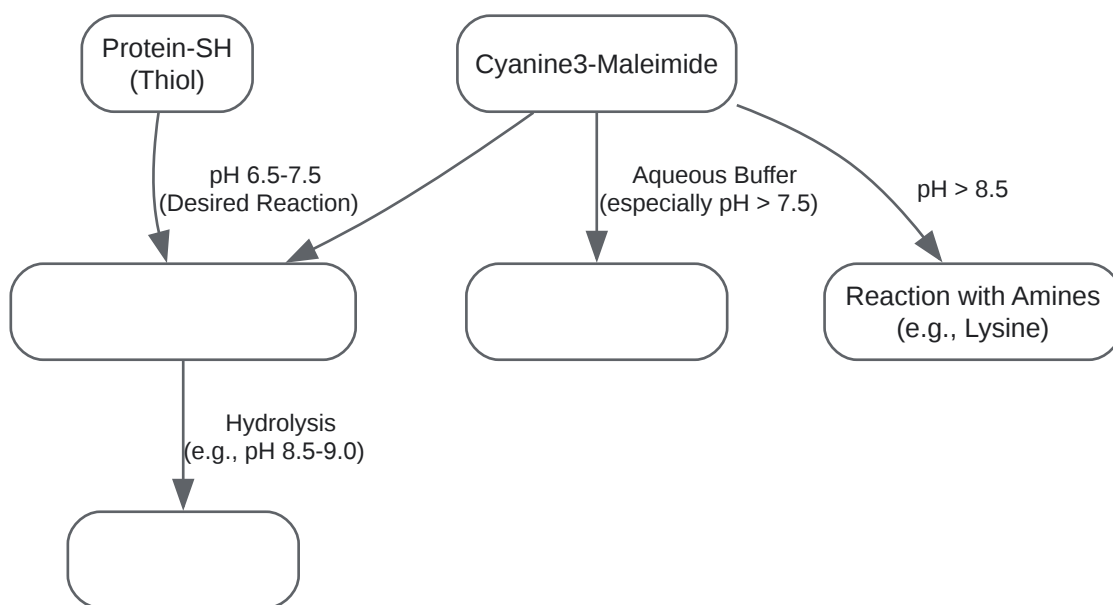 Protein-SH
(Thiol)
Cyanine3-Maleimide
pH 6.5-7.5
(Desired Reaction)
Aqueous Buffer
(especially pH > 7.5)
pH > 8.5
Reaction with Amines
(e.g., Lysine)
Hydrolysis
(e.g., pH 8.5-9.0)